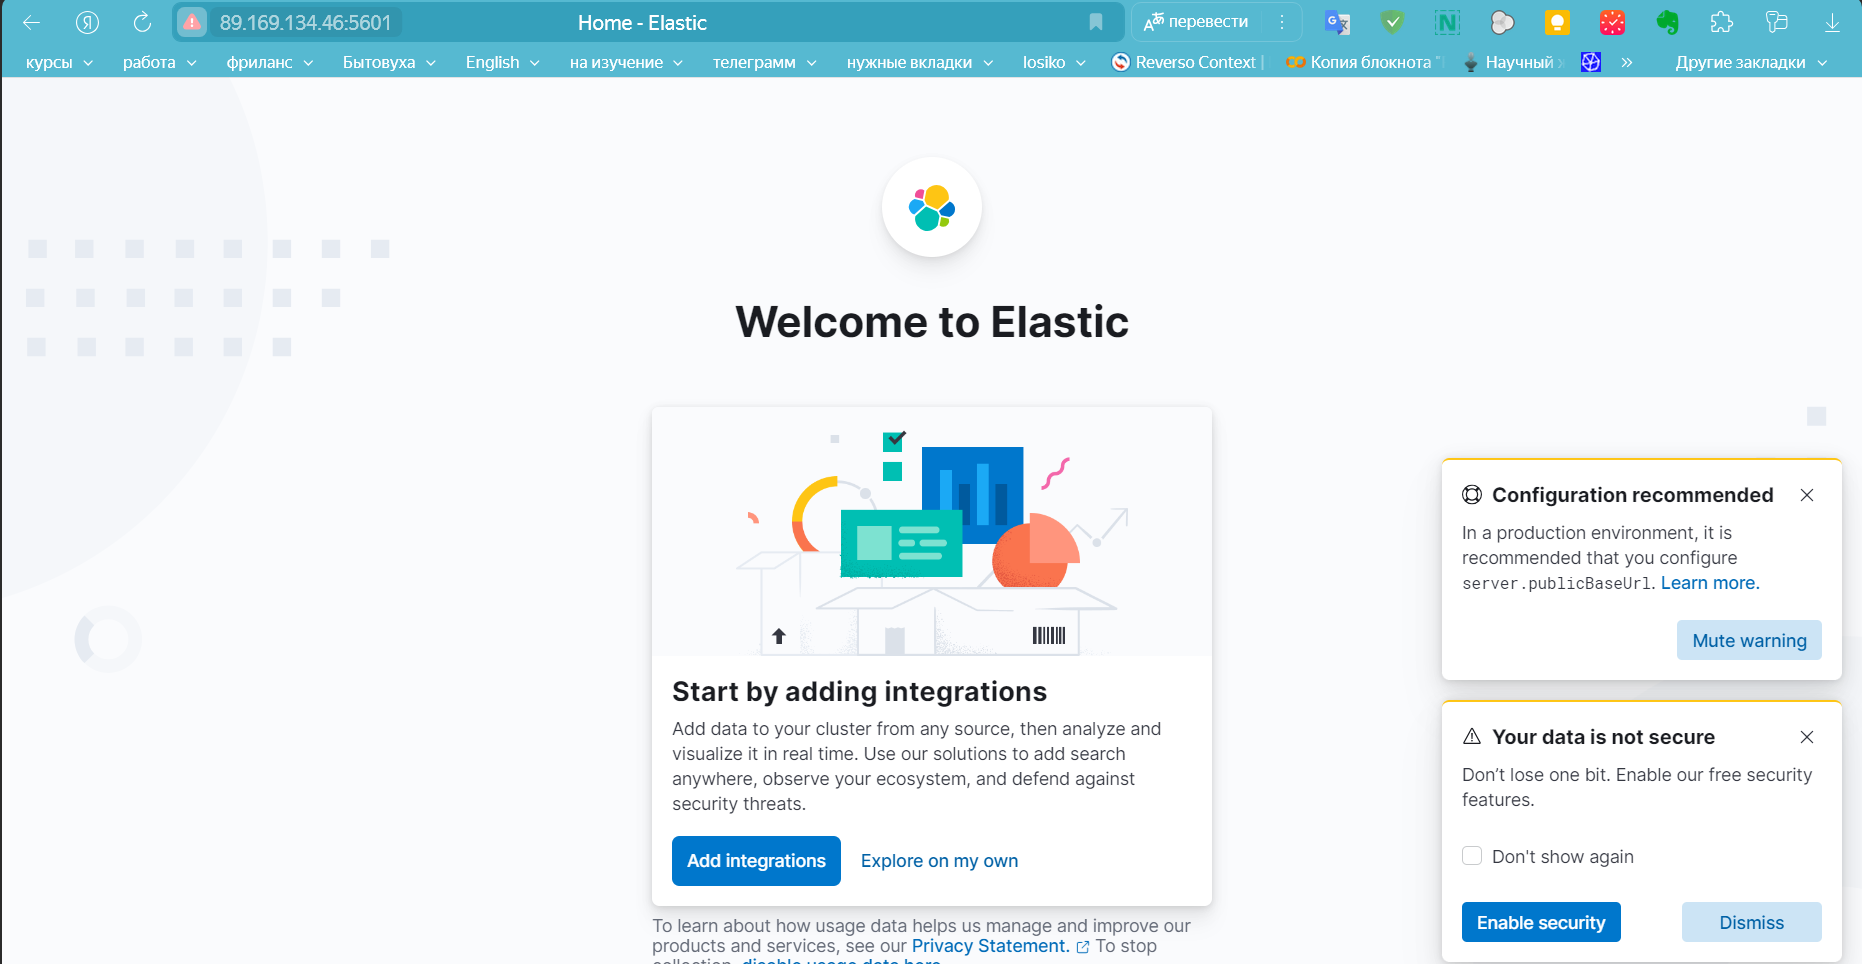 89.169.134.46:5601
Home - Elastic
перевести
курсы
работа
фриланс
Бытовуха
English
на изучение
телеграмм
нужные вкладки
losiko
Reverso Context |
Копия блокнота "
Научный
Другие закладки
Welcome to Elastic
Start by adding integrations
Add data to your cluster from any source, then analyze and
visualize it in real time. Use our solutions to add search
anywhere, observe your ecosystem, and defend against
security threats.
Add integrations
Explore on my own
To learn about how usage data helps us manage and improve our
products and services, see our Privacy Statement. To stop
collection, disable usage data here.
Configuration recommended
In a production environment, it is
recommended that you configure
server.publicBaseUrl. Learn more.
Mute warning
Your data is not secure
Don’t lose one bit. Enable our free security
features.
Don't show again
Enable security
Dismiss